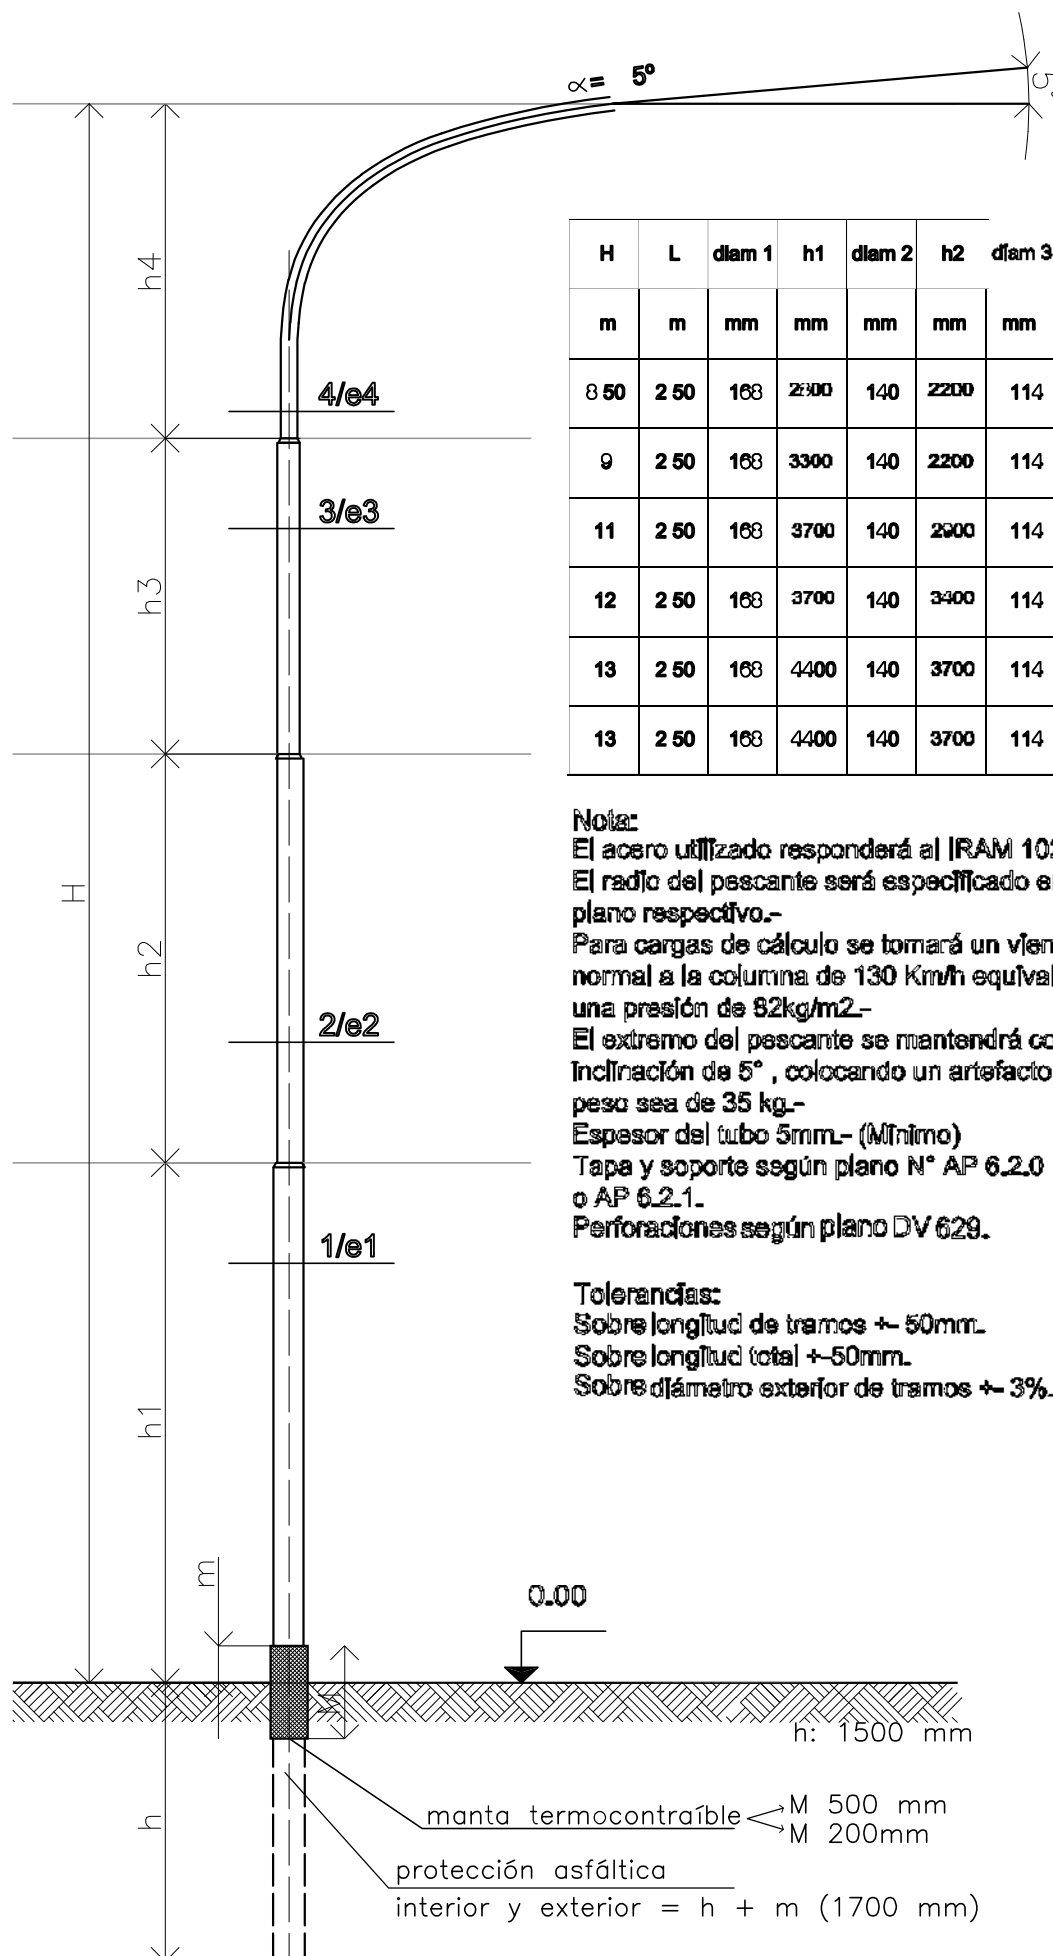 α= 5°
5°
H L diam 1 h1 diam 2 h2 diam 3
m m mm mm mm mm mm
8 50 2 50 168 140 2200 114
9 2 50 168 3300 140 2200 114
11 2 50 168 3700 140 2900 114
12 2 50 168 3700 140 3400 114
13 2 50 168 4400 140 3700 114
13 2 50 168 4400 140 3700 114
h4
4/e4
3/e3
h3
H
h2
2/e2
1/e1
h1
m
M
h
Nota:
El acero utilizado responderá al IRAM 10
El radio del pescante será especificado e
plano respectivo.-
Para cargas de cálculo se tomará un vien
normal a la columna de 130 Km/h equival
una presión de 82kg/m2.-
El extremo del pescante se mantendrá co
inclinación de 5° , colocando un artefacto
peso sea de 35 kg.-
Espesor del tubo 5mm.- (Mínimo)
Tapa y soporte según plano N° AP 6.2.0
o AP 6.2.1.
Perforaciones según plano DV 629.
Tolerancias:
Sobre longitud de tramos +- 50mm.
Sobre longitud total +-50mm.
Sobre diámetro exterior de tramos +- 3%.
0.00
h: 1500 mm
manta termocontraíble
M 500 mm
M 200mm
protección asfáltica
interior y exterior = h + m (1700 mm)